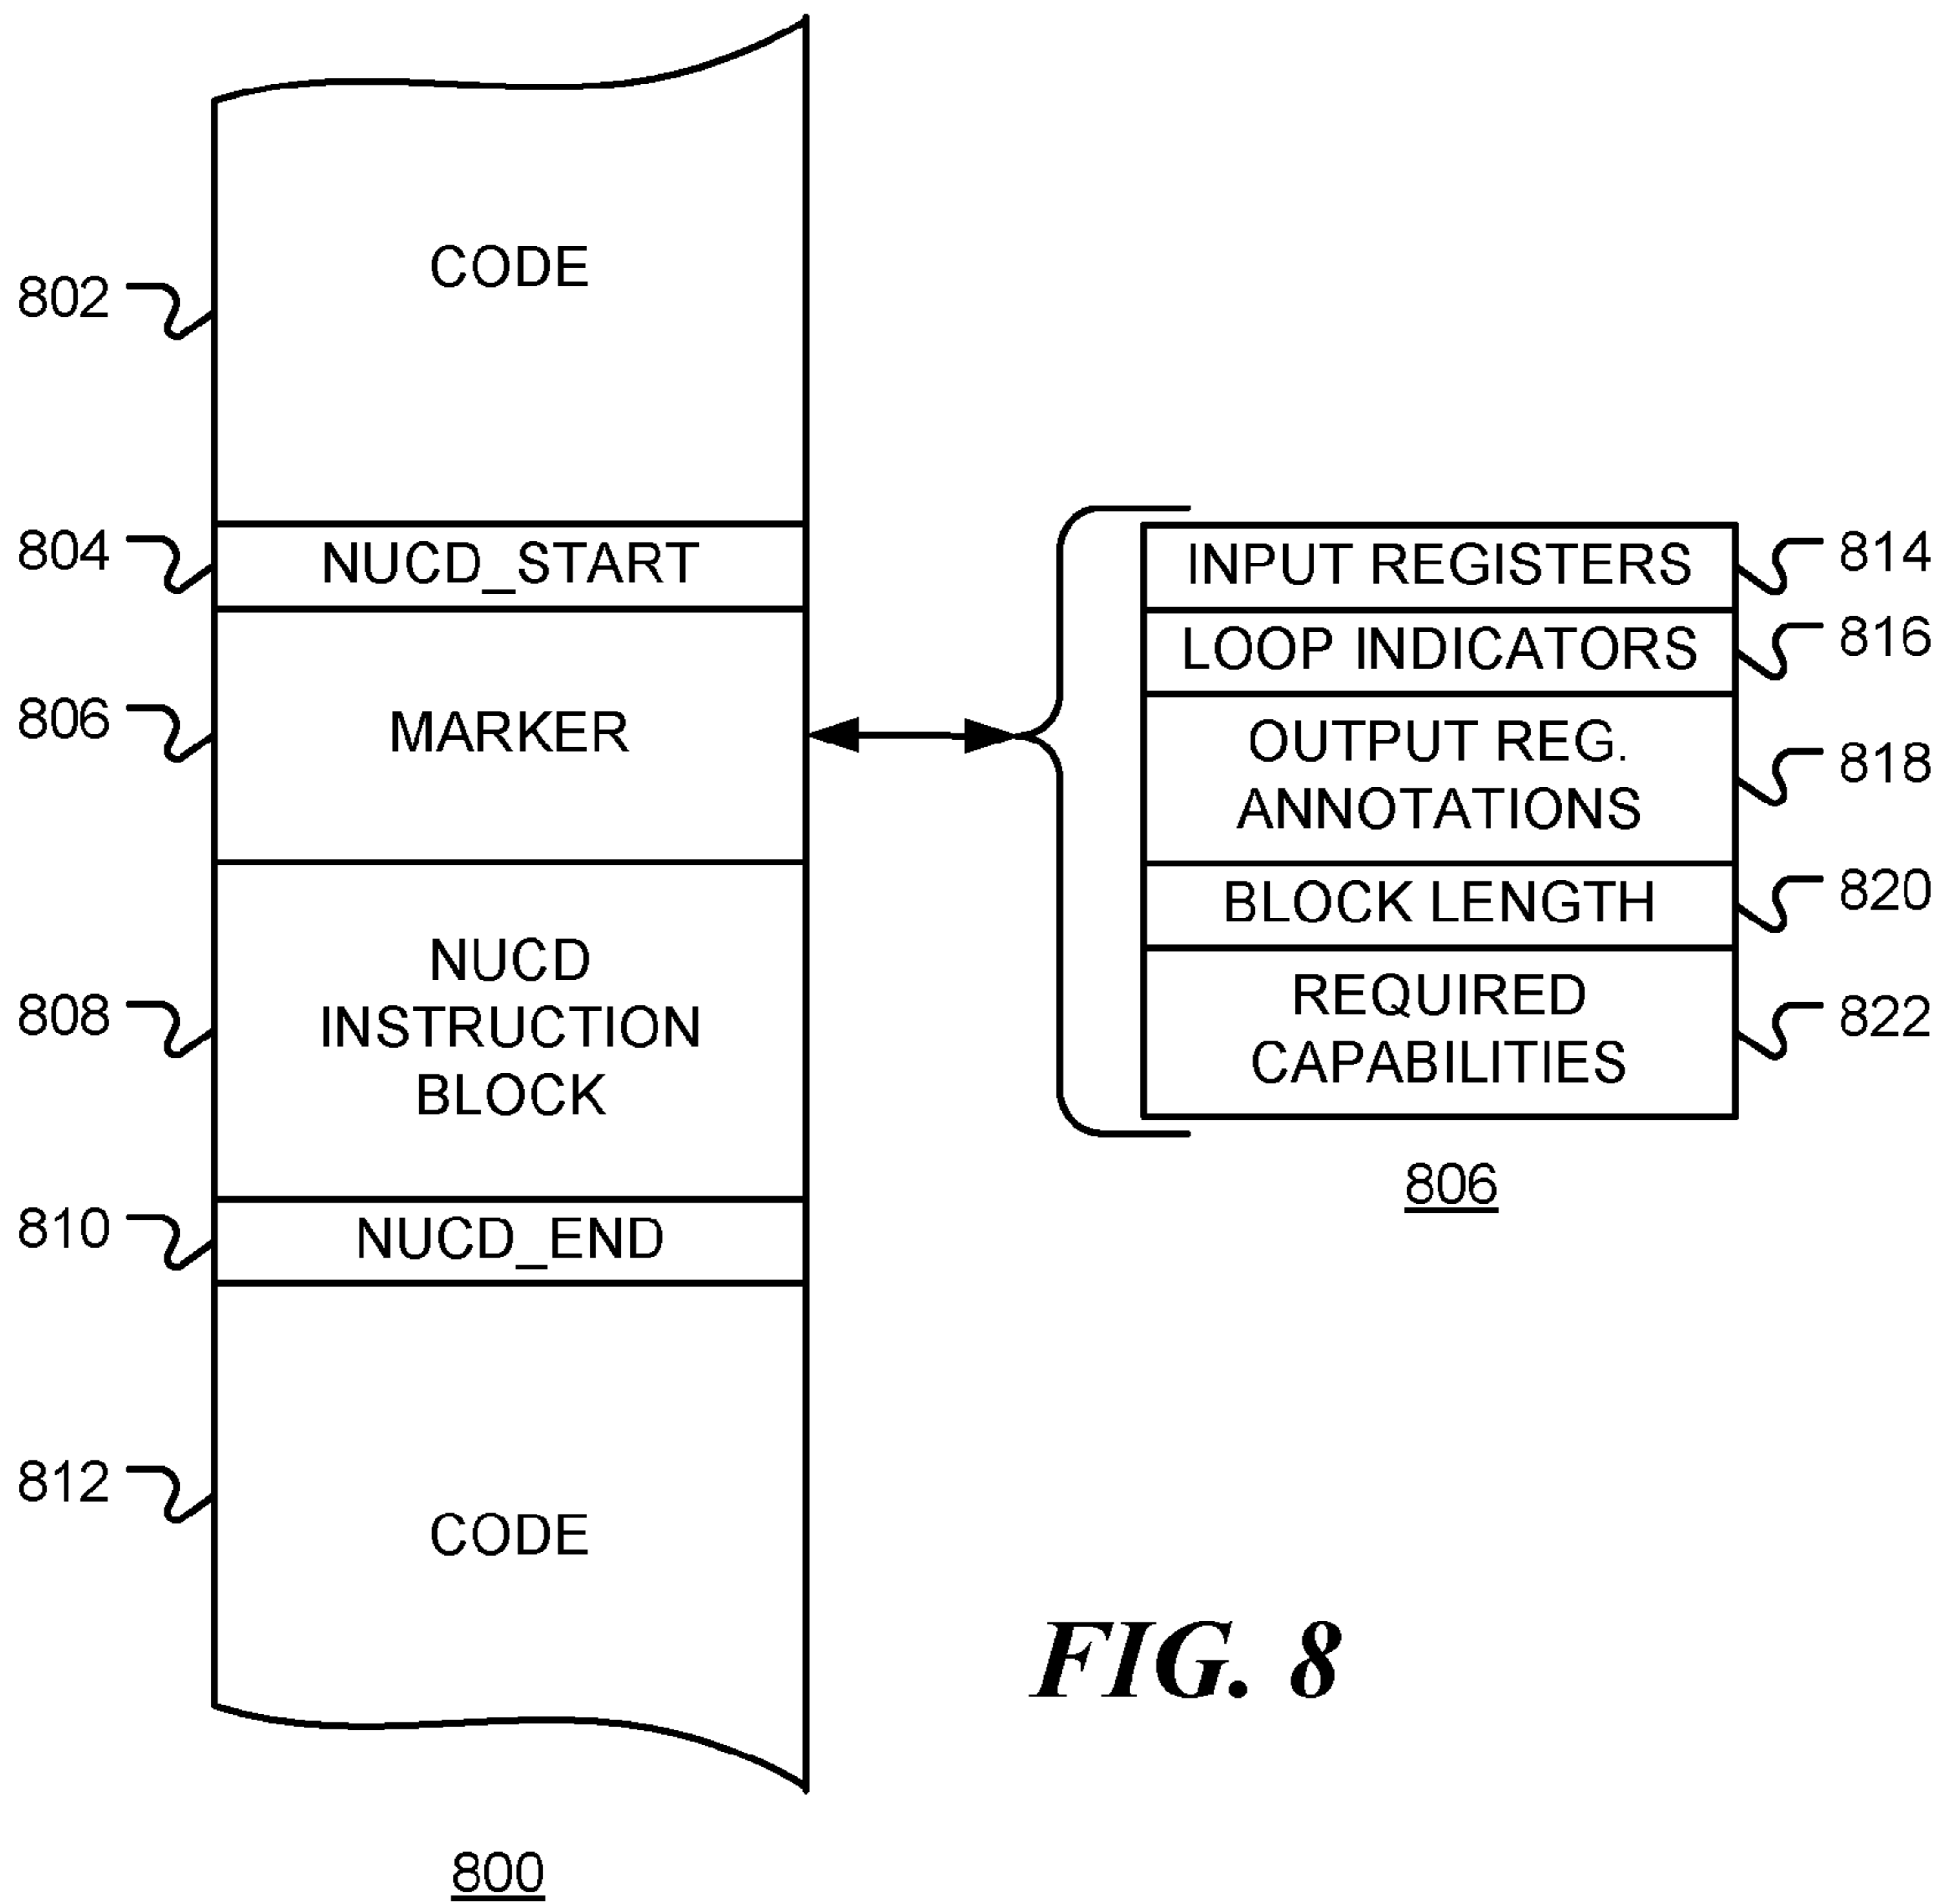 CODE
802
804
NUCD_START
806
MARKER
808
NUCD
INSTRUCTION
BLOCK
810
NUCD_END
812
CODE
800
INPUT REGISTERS
814
LOOP INDICATORS
816
OUTPUT REG.
ANNOTATIONS
818
BLOCK LENGTH
820
REQUIRED
CAPABILITIES
822
806
FIG. 8